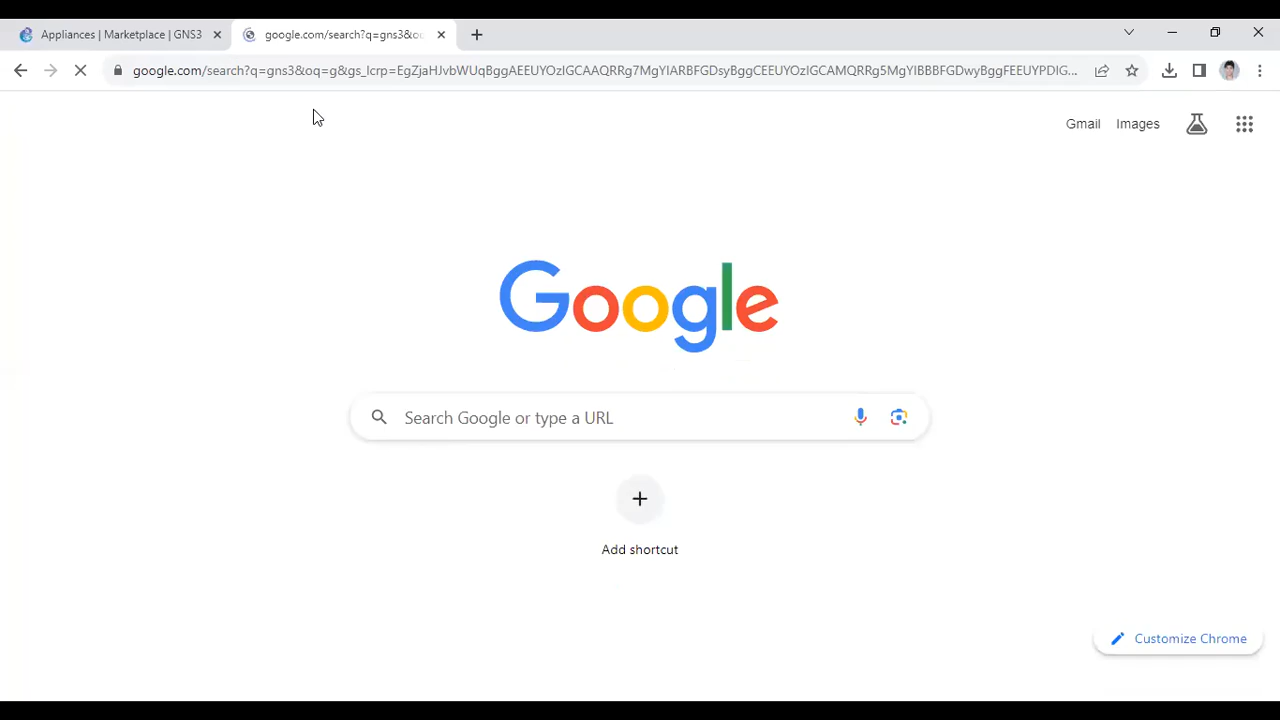 Appliances | Marketplace | GNS3
google.com/search?q=gns3&ou
google.com/search?q=gns3&oq=g&gs_lcrp=EgZjaHJvbWUqBggAEEUYOzIGCAAQRRg7MgYIARBFGDsyBggCEEUYOzIGCAMQRRg5MgYIBBBFGDwyBggFEEUYPDIG...
Gmail Images
Google
Search Google or type a URL
Add shortcut
Customize Chrome